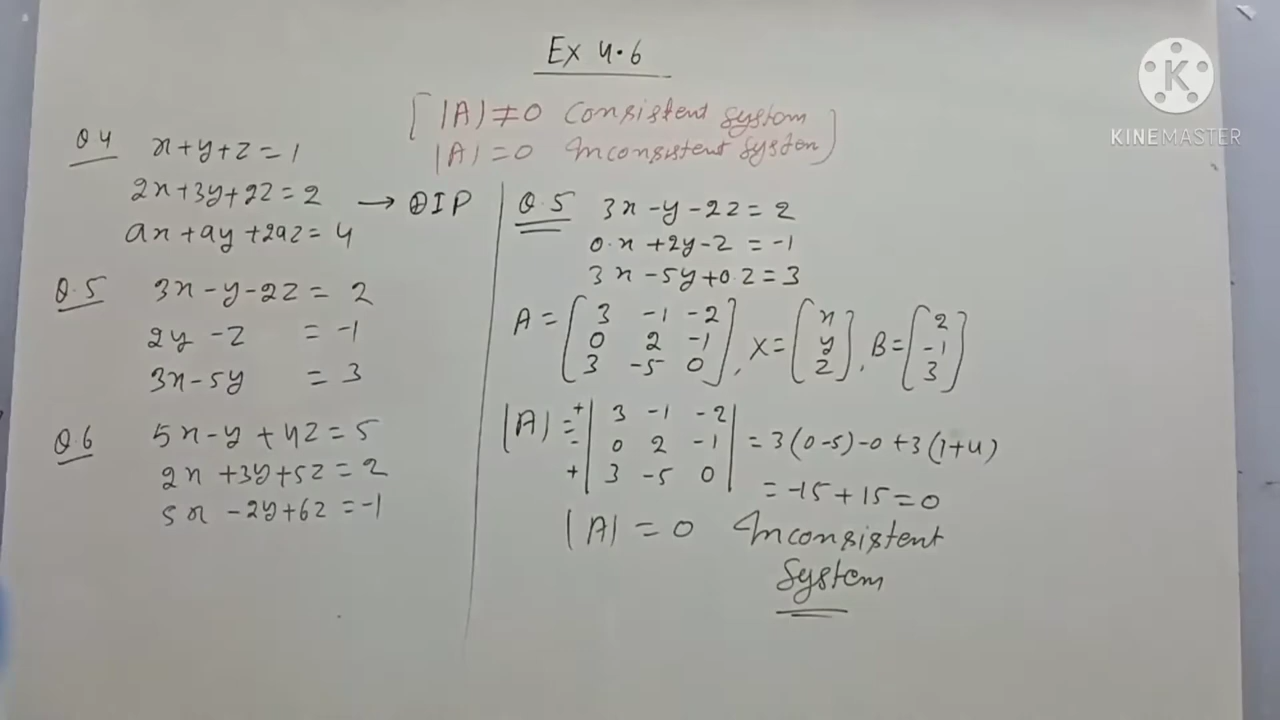 Ex 4.6
|A| ≠ 0 Consistent system
|A| = 0 Inconsistent System
Q4 x+y+z=1
2x+3y+2z=2
ax+ay+2az=4
→ DIP
Q.5 3x-y-2z = 2
2y-z = -1
3x-5y = 3
Q.6 5x-y+4z=5
2x+3y+5z=2
5x-2y+6z=-1
Q.5 3x-y-2z=2
0.x+2y-z=-1
3x-5y+0.z=3
A = [3 -1 -2
0 2 -1
3 -5 0], X = [x
y
z], B = [2
-1
3]
|A| = + | 3 -1 -2 |
- | 0 2 -1 | = 3(0-5)-0+3(1+4)
+ | 3 -5 0 |
= -15+15=0
|A| = 0 Inconsistent
System
KINEMASTER